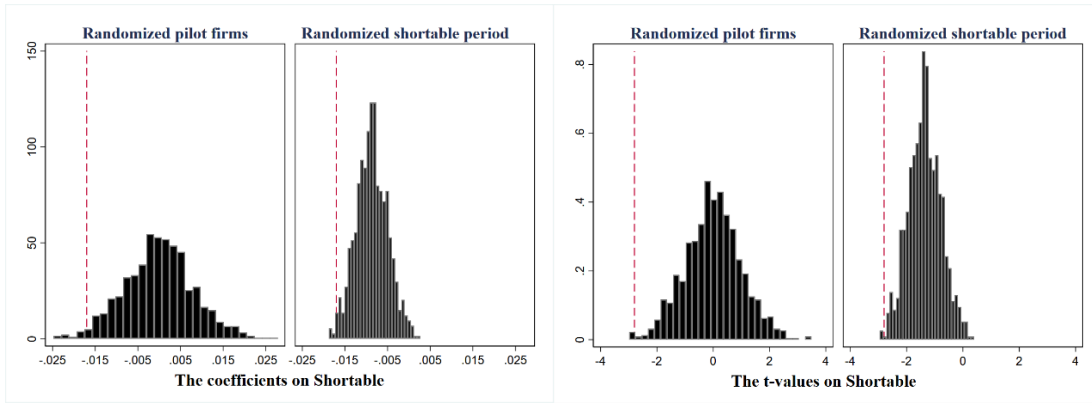 Randomized pilot firms
Randomized shortable period
150
100
50
0
-.025 -.015 -.005 .005 .015 .025
-.025 -.015 -.005 .005 .015 .025
The coefficients on Shortable
Randomized pilot firms
Randomized shortable period
.8
.6
.4
.2
0
-4 -2 0 2 4
-4 -2 0 2 4
The t-values on Shortable